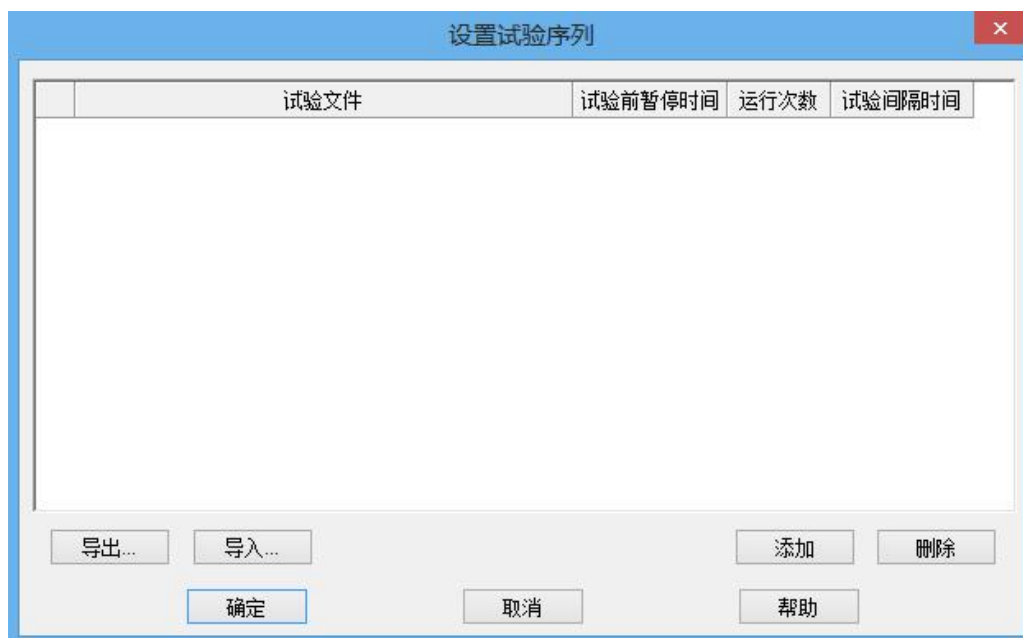 设置试验序列
试验文件 试验前暂停时间 运行次数 试验间隔时间
导出... 导入... 添加 删除
确定 取消 帮助